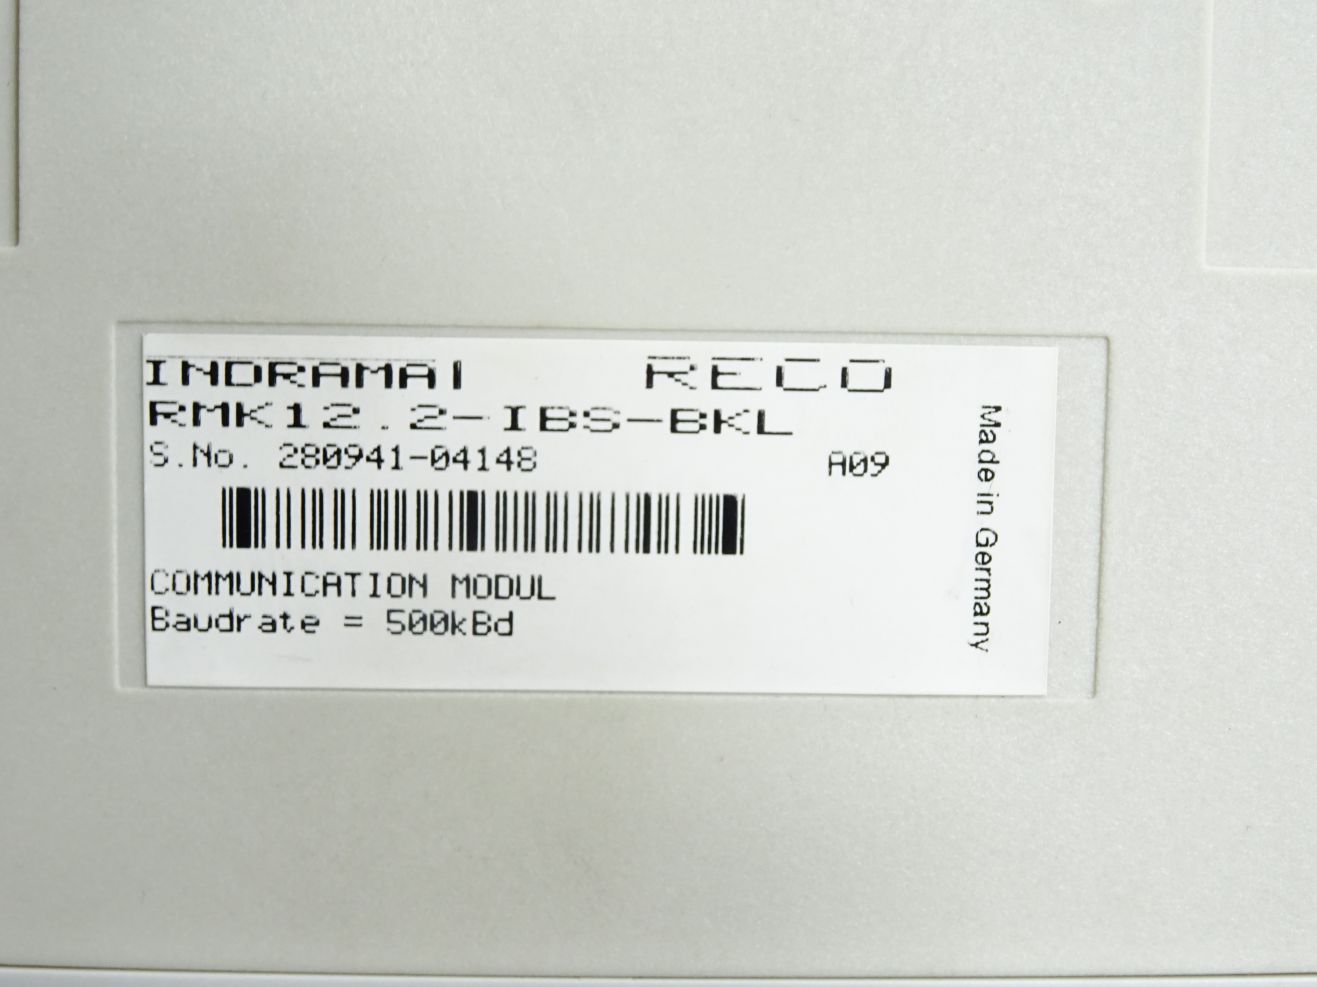 INDRAMAT RECO
RMK12.2-IBS-BKL
S.No. 280941-04148 A09
COMMUNICATION MODUL
Baudrate = 500kBd
Made in Germany